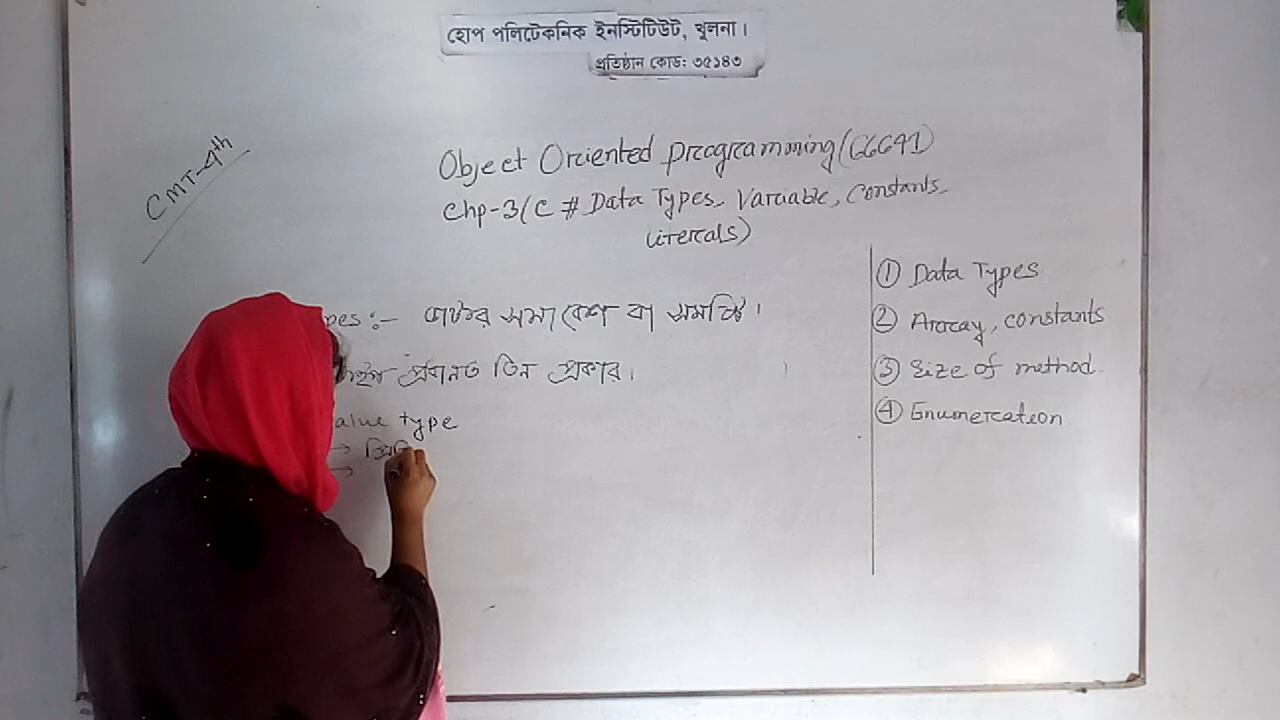 হোপ পলিটেকনিক ইনস্টিটিউট, খুলনা।
প্রতিষ্ঠান কোড: ৩৫১৪৩
CMT-4th
Object Oriented Programming (66641)
Chp-3 (C # Data Types, Variable, Constants,
Literals)
pes :- ডাটার সমাবেশ বা সমষ্টি।
প্রধানত তিন প্রকার।
alue type
→
→
① Data Types
② Array, constants
③ Size of method
④ Enumeration